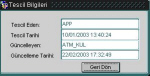 Tescil Bilgileri
Tescil Eden: APP
Tescil Tarihi: 10/01/2003 13:40:24
Güncelleyen: ATM_KUL
Güncelleme Tarihi: 22/02/2003 17:32:49
Geri Dön